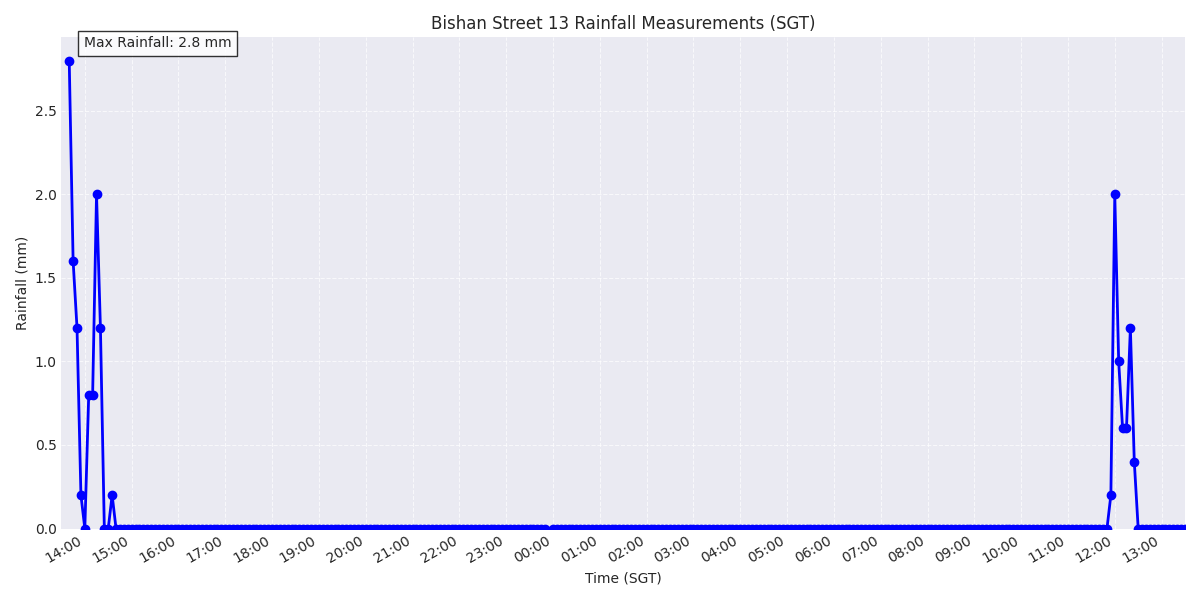 Bishan Street 13 Rainfall Measurements (SGT)
Max Rainfall: 2.8 mm
Rainfall (mm)
2.5
2.0
1.5
1.0
0.5
0.0
14:00 15:00 16:00 17:00 18:00 19:00 20:00 21:00 22:00 23:00 00:00 01:00 02:00 03:00 04:00 05:00 06:00 07:00 08:00 09:00 10:00 11:00 12:00 13:00
Time (SGT)